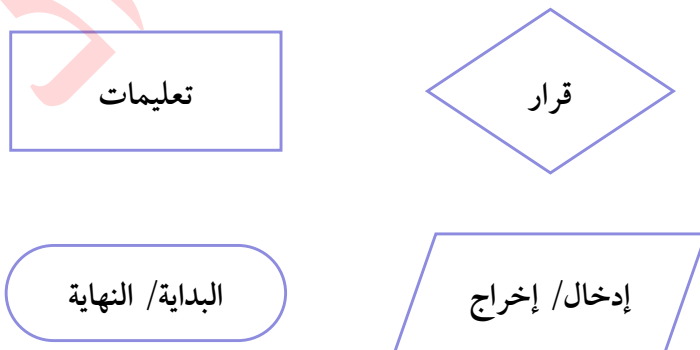 قرار
تعليمات
إدخال/ إخراج
البداية/ النهاية